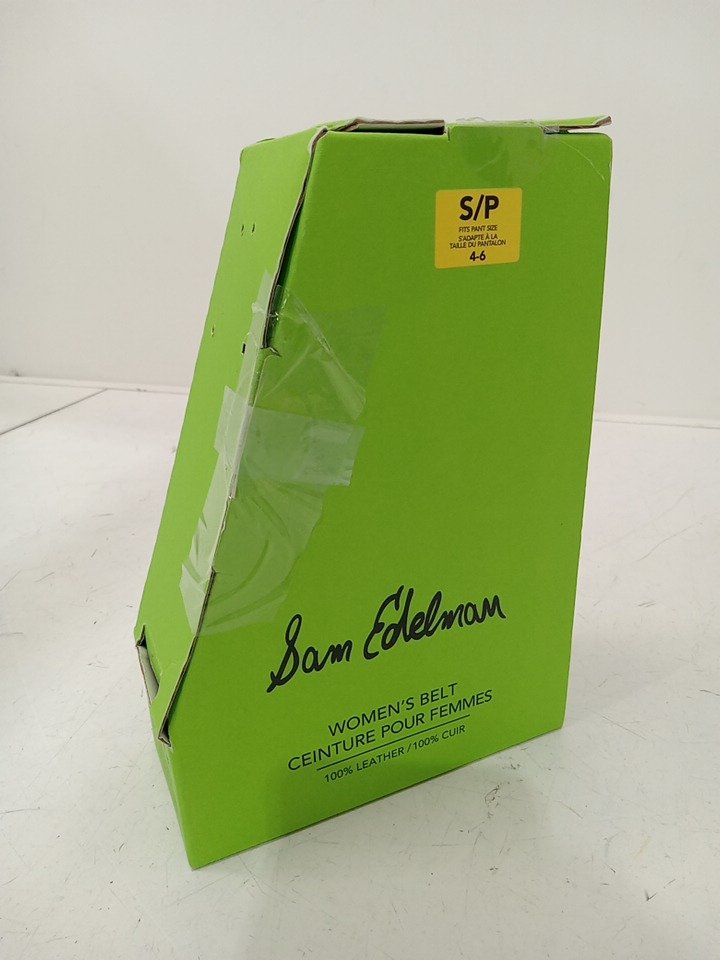 S/P
FITS PANT SIZE
S'ADAPTE À LA
TAILLE DU PANTALON
4-6
Sam Edelman
WOMEN'S BELT
CEINTURE POUR FEMMES
100% LEATHER / 100% CUIR